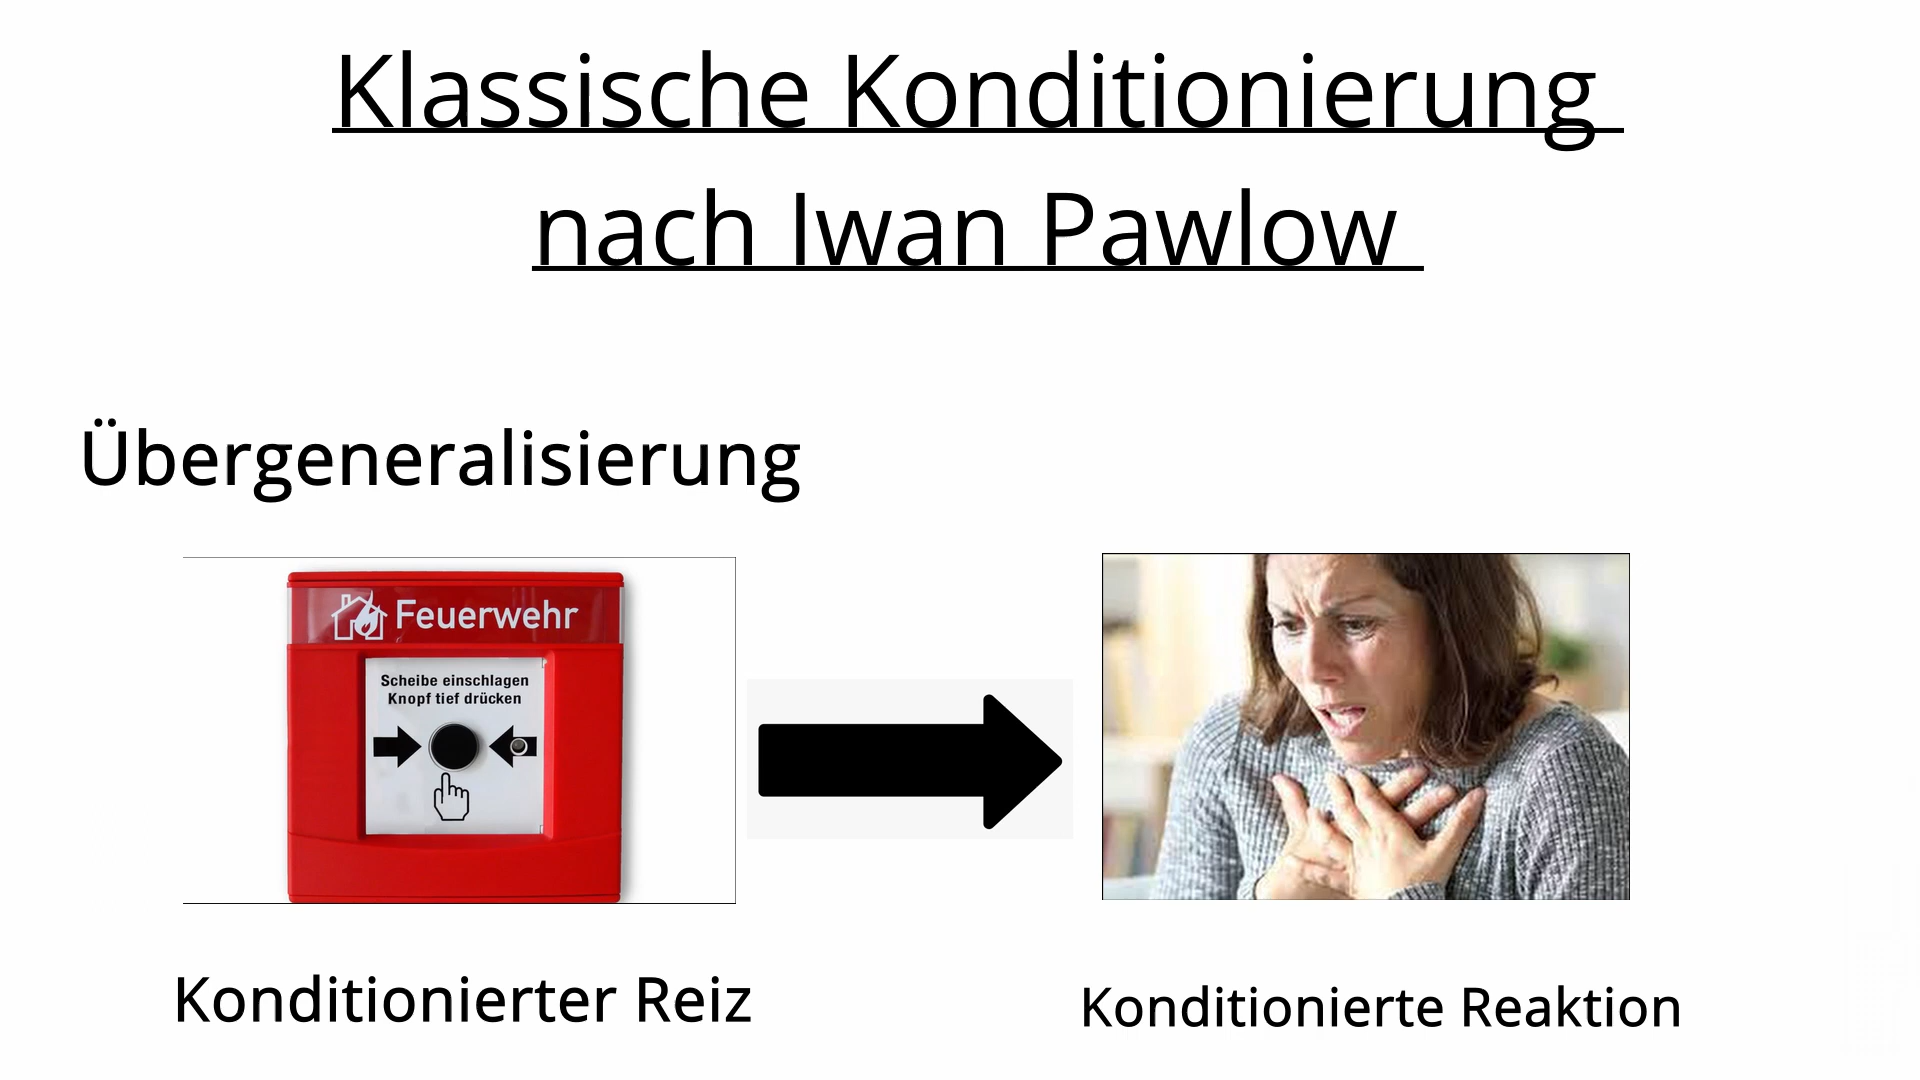 Klassische Konditionierung
nach Iwan Pawlow
Übergeneralisierung
Feuerwehr
Scheibe einschlagen
Knopf tief drücken
Konditionierter Reiz
Konditionierte Reaktion